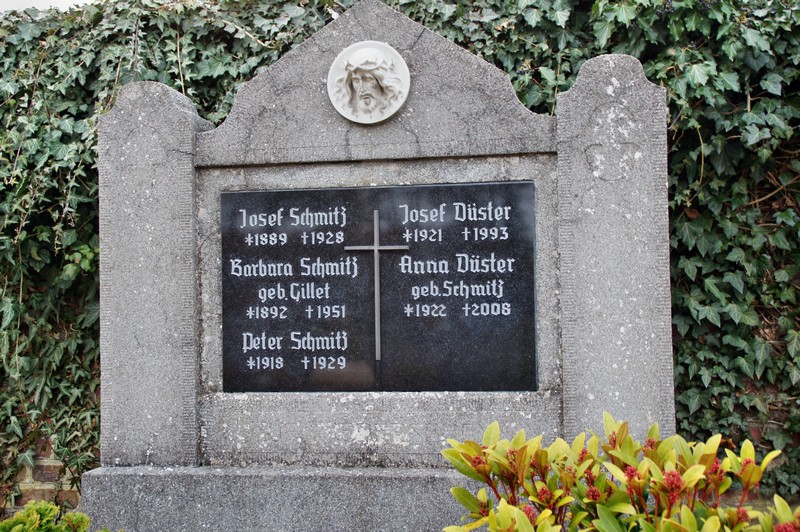 Josef Schmitz
*1889 †1928
Barbara Schmitz
geb. Gillet
*1892 †1951
Peter Schmitz
*1918 †1929
Josef Düster
*1921 †1993
Anna Düster
geb. Schmitz
*1922 †2008